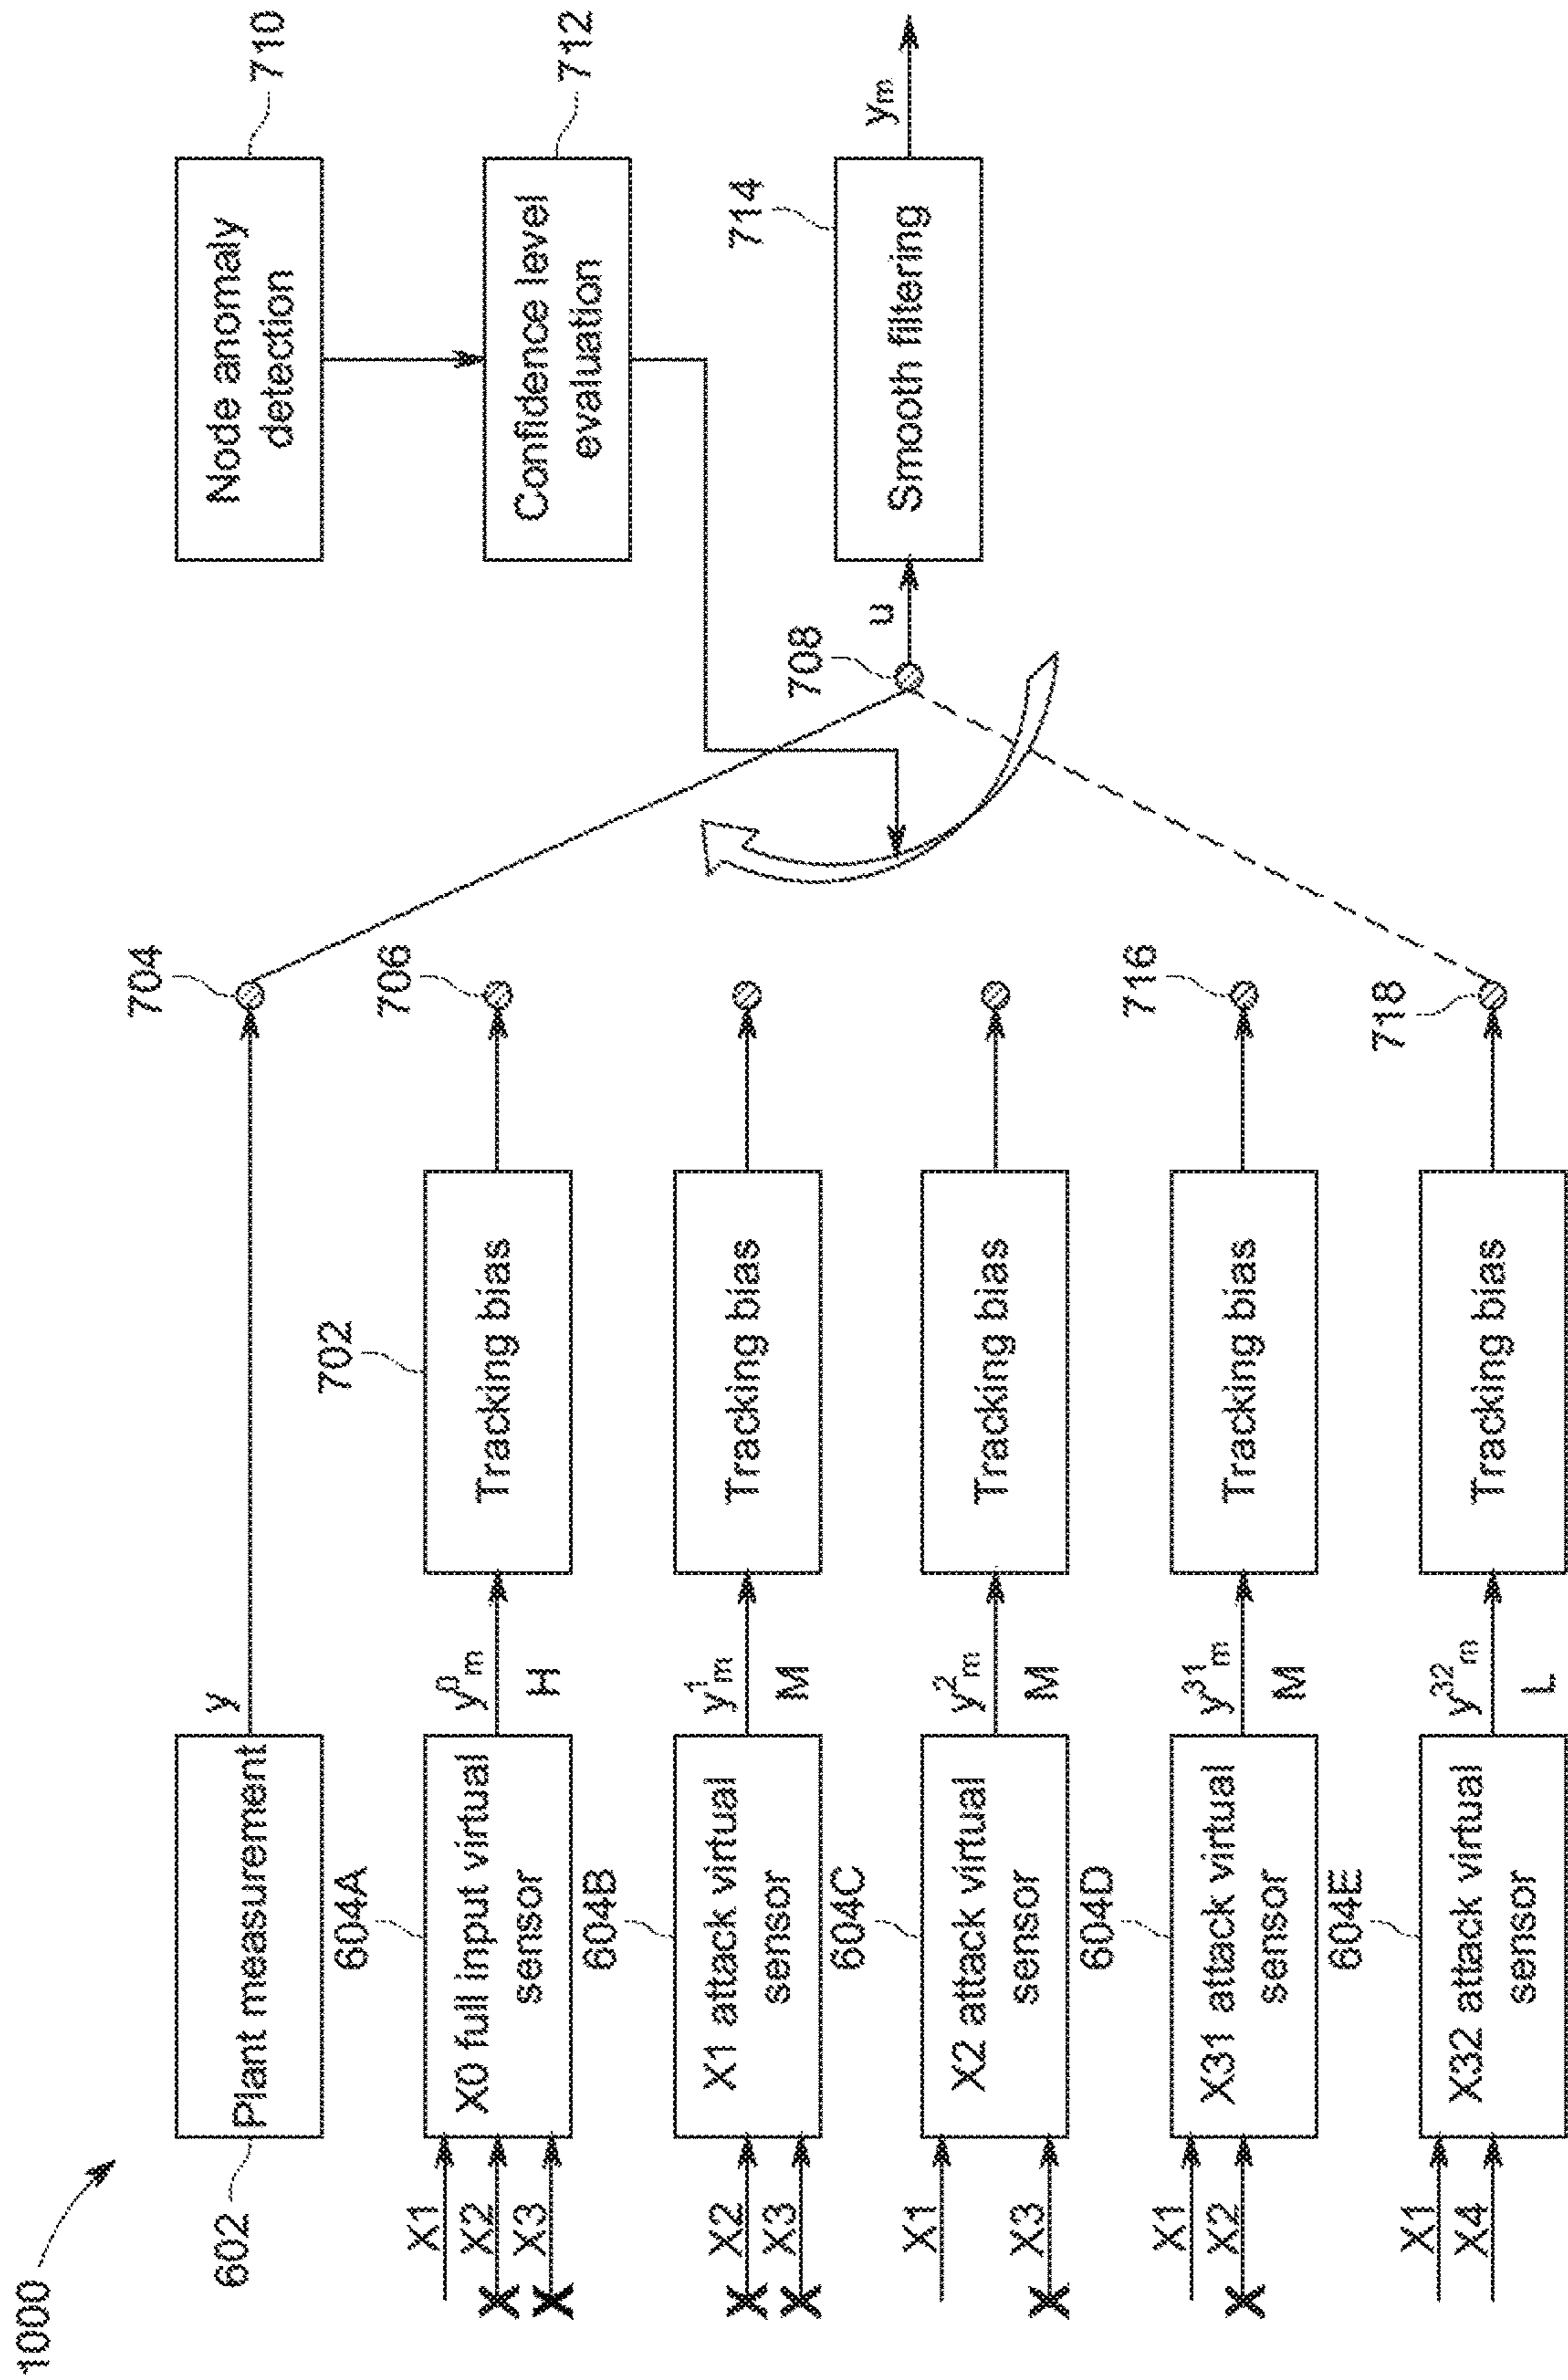 1000
602
Plant measurement
y
704
X1
X2
X3
X
X
604A
X0 full input virtual
sensor
y⁰m
H
702
Tracking bias
706
X2
X3
X
X
604B
X1 attack virtual
sensor
y¹m
M
Tracking bias
X1
X3
X
604C
X2 attack virtual
sensor
y²m
M
Tracking bias
X1
X2
X
604D
X31 attack virtual
sensor
y³¹m
M
Tracking bias
716
X1
X4
604E
X32 attack virtual
sensor
y³²m
L
Tracking bias
718
Node anomaly
detection
710
Confidence level
evaluation
712
708
u
714
Smooth filtering
ym